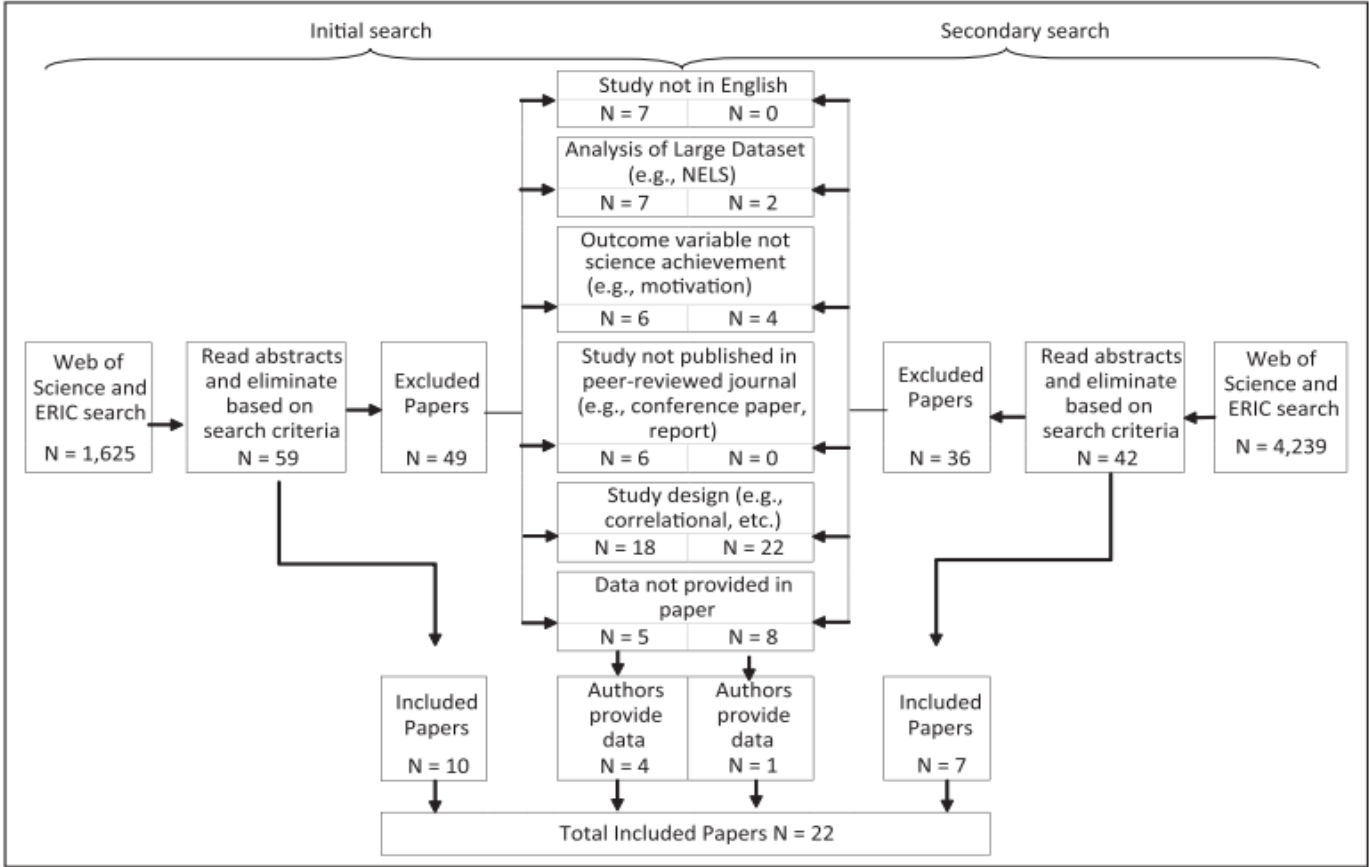 Initial search
Secondary search
Study not in English
N = 7
N = 0
Analysis of Large Dataset
(e.g., NELS)
N = 7
N = 2
Outcome variable not
science achievement
(e.g., motivation)
N = 6
N = 4
Web of
Science and
ERIC search
N = 1,625
Read abstracts
and eliminate
based on
search criteria
N = 59
Excluded
Papers
N = 49
Study not published in
peer-reviewed journal
(e.g., conference paper,
report)
N = 6
N = 0
Excluded
Papers
N = 36
Read abstracts
and eliminate
based on
search criteria
N = 42
Web of
Science and
ERIC search
N = 4,239
Study design (e.g.,
correlational, etc.)
N = 18
N = 22
Data not provided in
paper
N = 5
N = 8
Included
Papers
N = 10
Authors
provide
data
N = 4
Authors
provide
data
N = 1
Included
Papers
N = 7
Total Included Papers N = 22